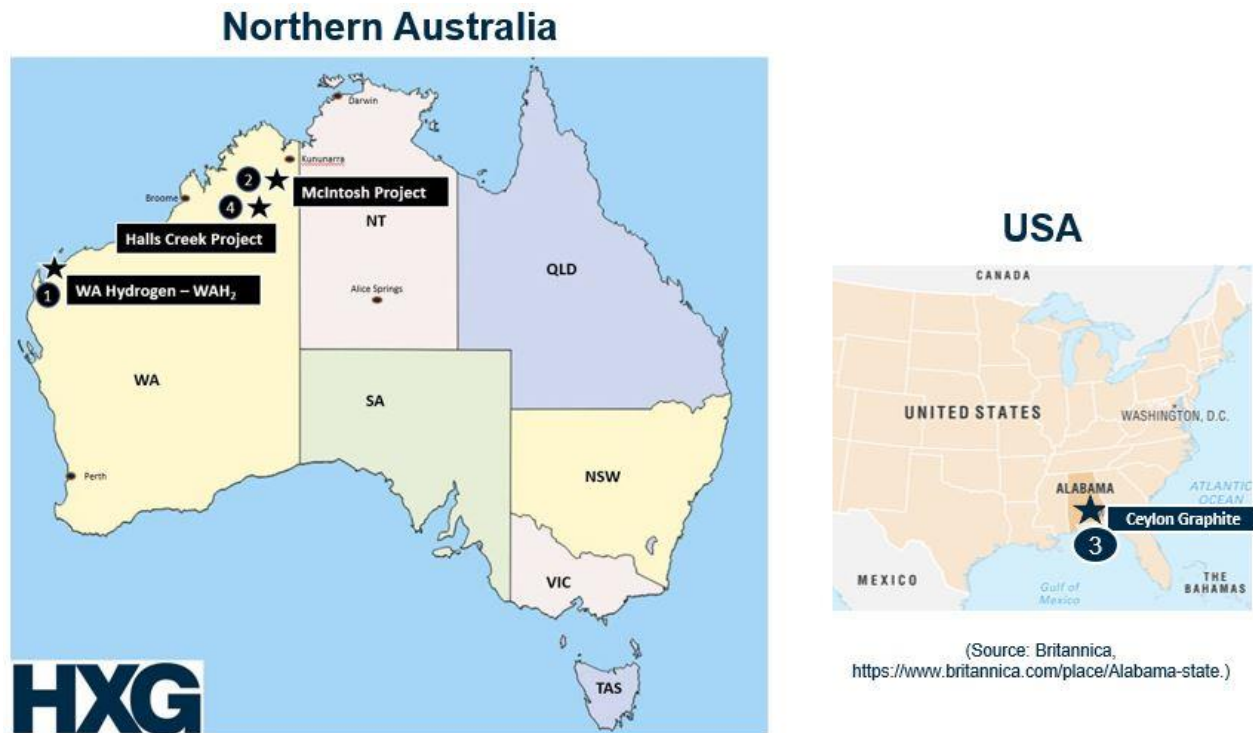 Northern Australia
Darwin
Kununarra
2
McIntosh Project
Broome
4
Halls Creek Project
NT
QLD
1
WA Hydrogen – WAH₂
Alice Springs
WA
SA
Perth
NSW
VIC
TAS
HXG
USA
CANADA
UNITED STATES
WASHINGTON, D.C.
ALABAMA
ATLANTIC
OCEAN
Ceylon Graphite
3
MEXICO
Gulf of
Mexico
THE
BAHAMAS
(Source: Britannica,
https://www.britannica.com/place/Alabama-state.)